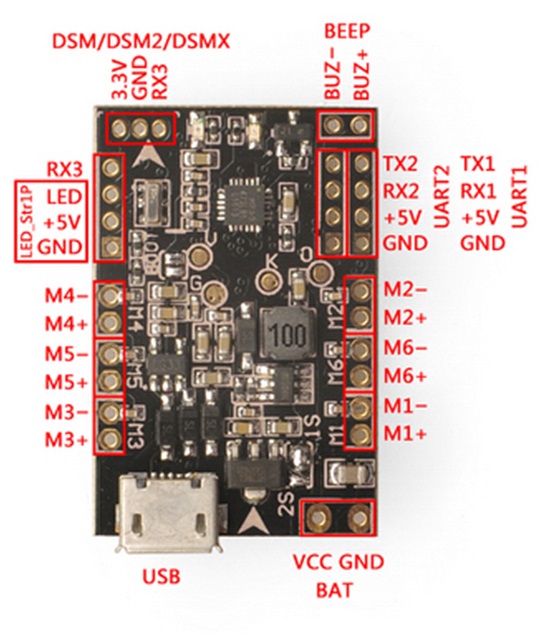 DSM/DSM2/DSMX
3.3V
GND
RX3
BEEP
BUZ-
BUZ+
RX3
LED
+5V
GND
LED_Str1P
TX2
RX2
+5V
GND
UART2
TX1
RX1
+5V
GND
UART1
BOOT
J
G
K
J
M4-
M4+
M4
M5-
M5+
M5
M3-
M3+
M3
100
M2-
M2+
M2
M6-
M6+
M6
M1-
M1+
M1
1S
2S
USB
VCC GND
BAT